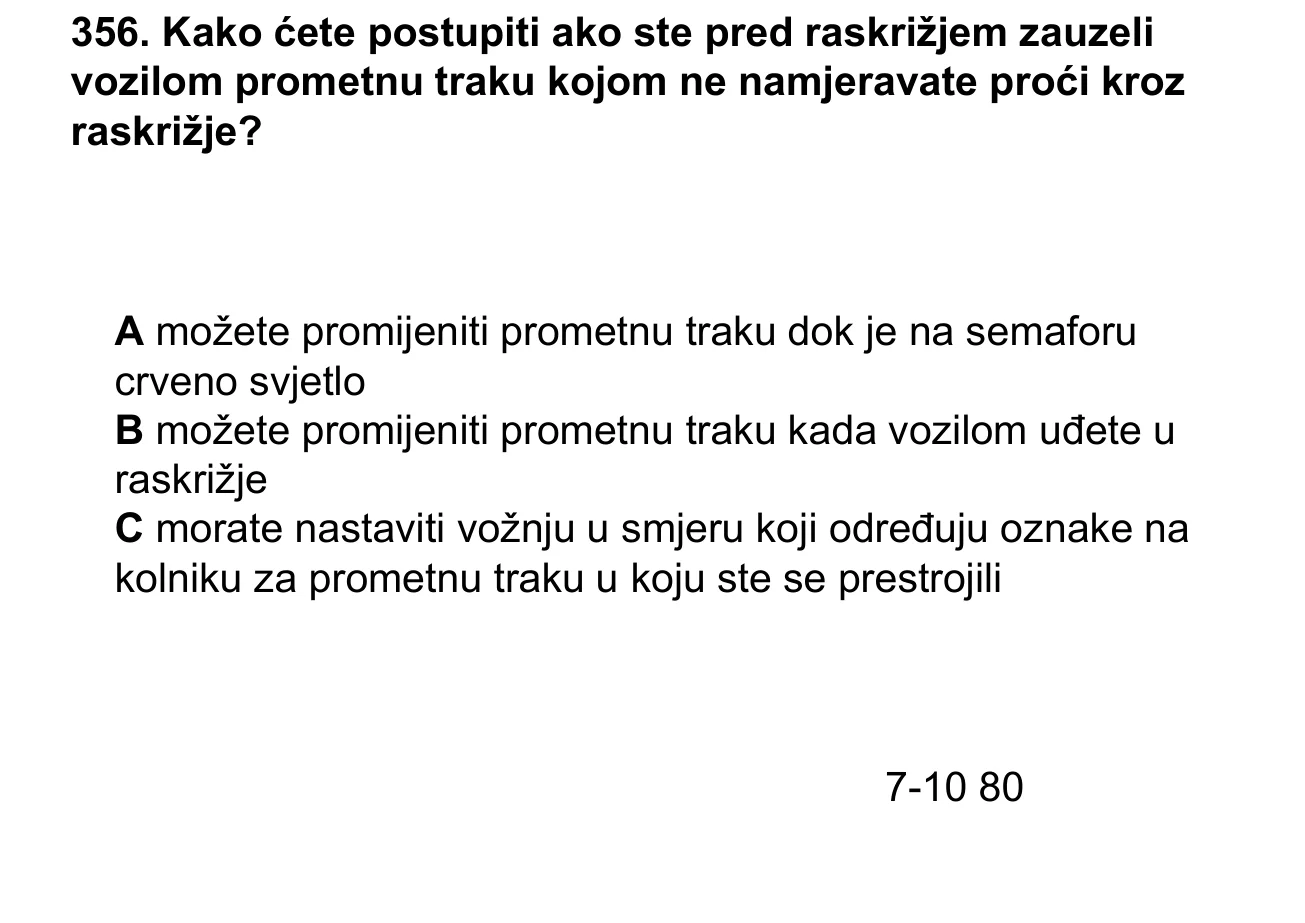 356. Kako ćete postupiti ako ste pred raskrižjem zauzeli
vozilom prometnu traku kojom ne namjeravate proći kroz
raskrižje?
A možete promijeniti prometnu traku dok je na semaforu
crveno svjetlo
B možete promijeniti prometnu traku kada vozilom uđete u
raskrižje
C morate nastaviti vožnju u smjeru koji određuju oznake na
kolniku za prometnu traku u koju ste se prestrojili
7-10 80